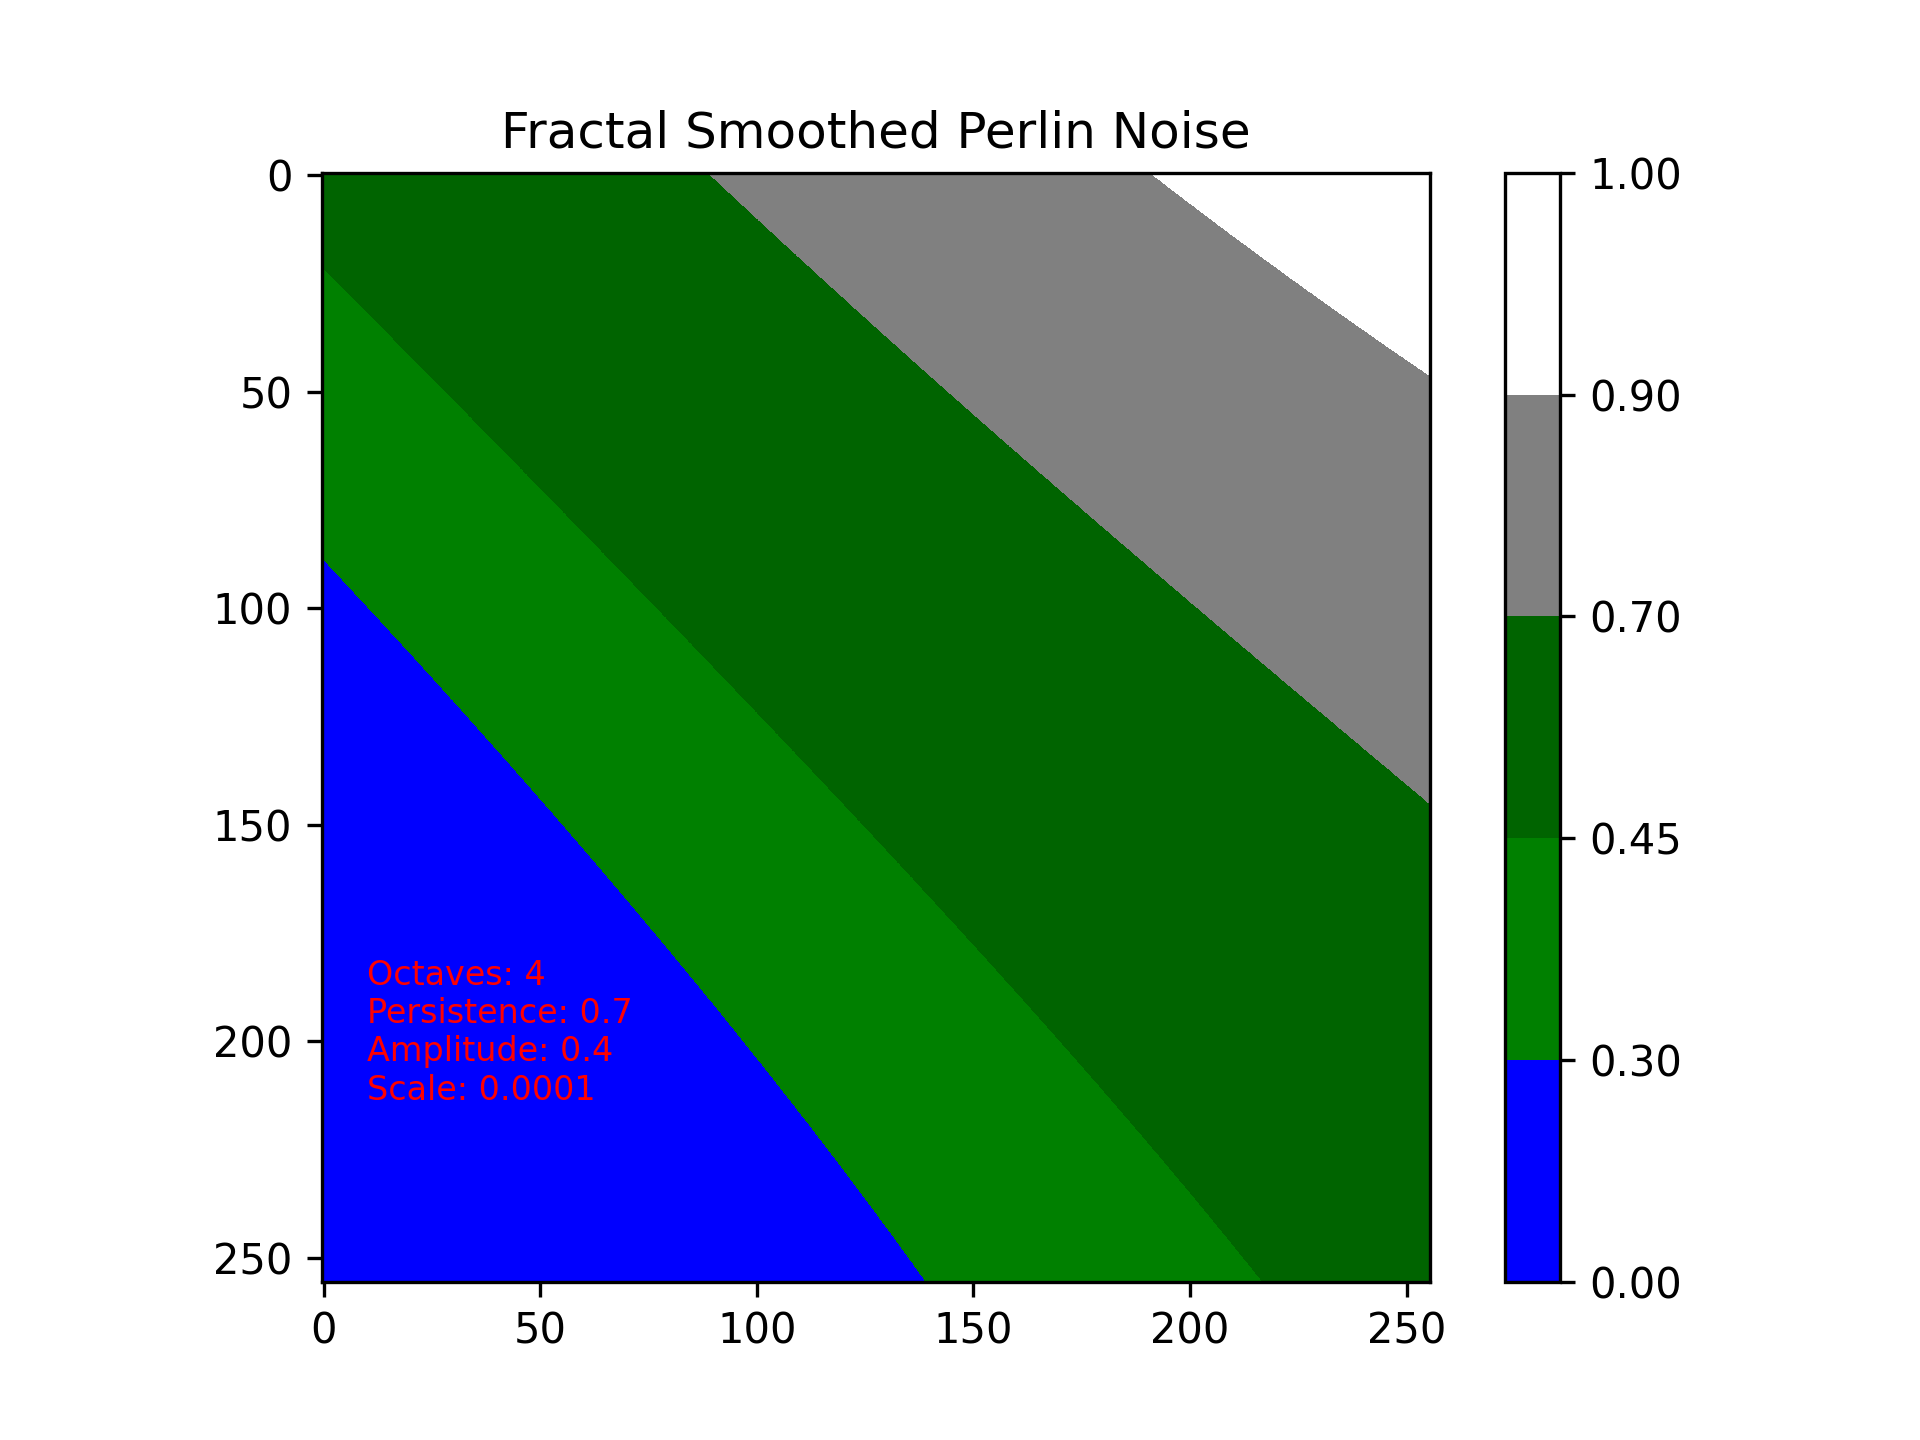 Fractal Smoothed Perlin Noise
0
50
100
150
200
250
0 50 100 150 200 250
Octaves: 4
Persistence: 0.7
Amplitude: 0.4
Scale: 0.0001
1.00
0.90
0.70
0.45
0.30
0.00